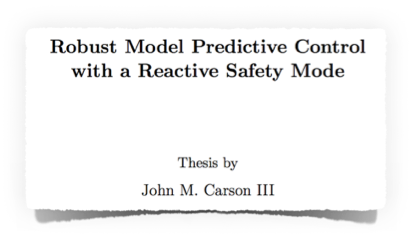 Robust Model Predictive Control
with a Reactive Safety Mode
Thesis by
John M. Carson III